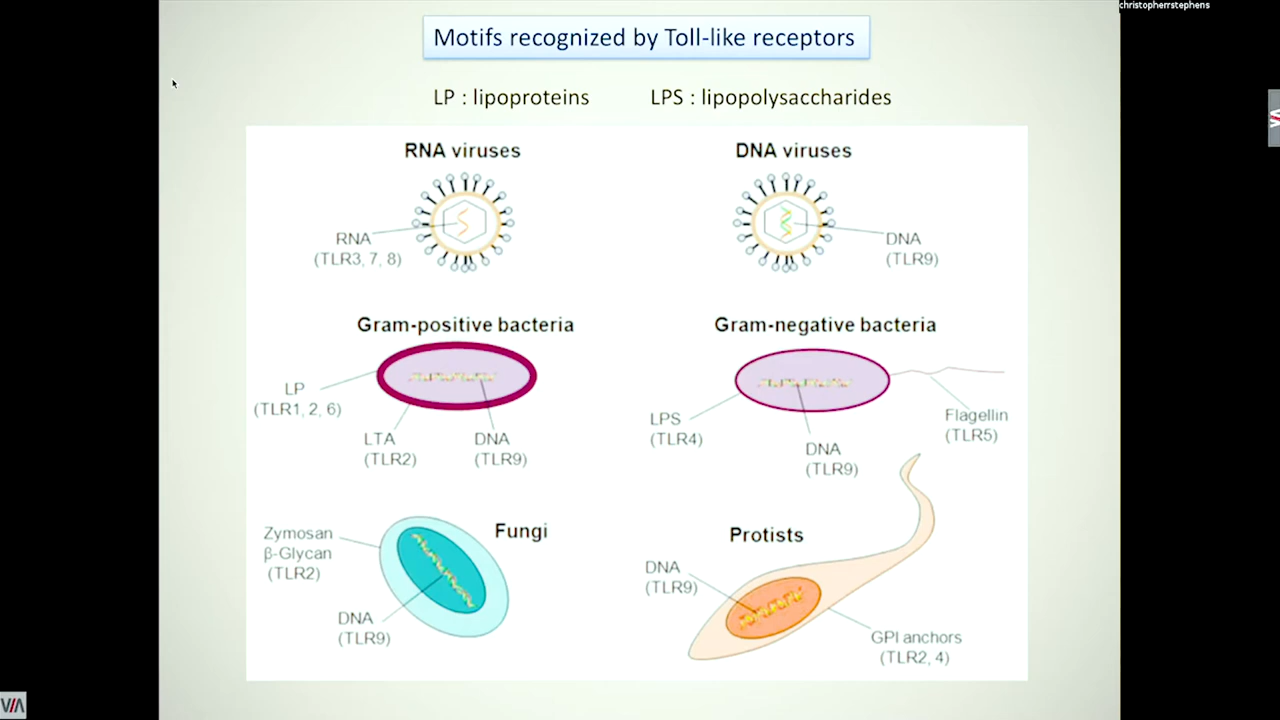 christopherrstephens
Motifs recognized by Toll-like receptors
LP : lipoproteins
LPS : lipopolysaccharides
RNA viruses
DNA viruses
RNA
(TLR3, 7, 8)
DNA
(TLR9)
Gram-positive bacteria
Gram-negative bacteria
LP
(TLR1, 2, 6)
LTA
(TLR2)
DNA
(TLR9)
LPS
(TLR4)
DNA
(TLR9)
Flagellin
(TLR5)
Fungi
Zymosan
β-Glycan
(TLR2)
DNA
(TLR9)
Protists
DNA
(TLR9)
GPI anchors
(TLR2, 4)
VIA